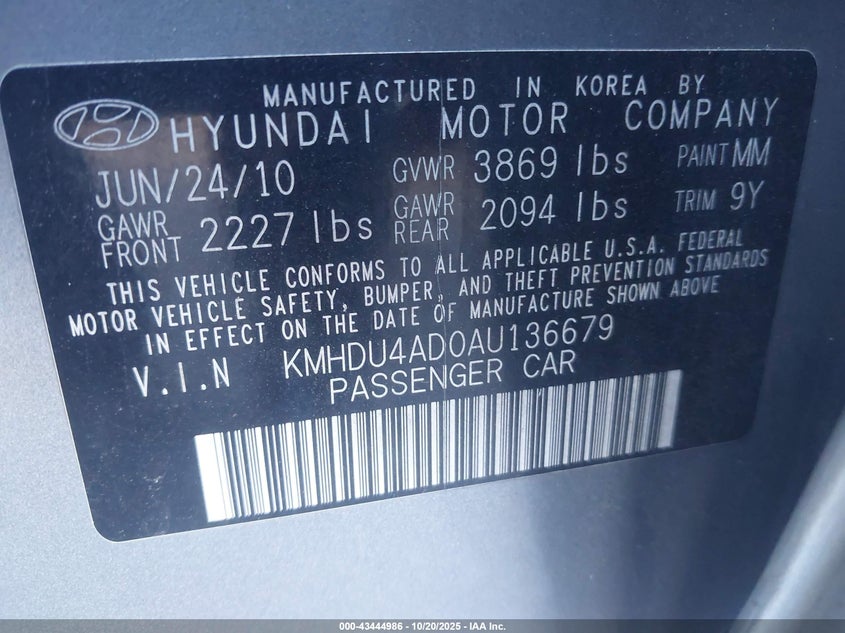 MANUFACTURED IN KOREA BY
HYUNDAI MOTOR COMPANY
JUN/24/10 GVWR 3869 lbs PAINT MM
GAWR FRONT 2227 lbs GAWR REAR 2094 lbs TRIM 9Y
THIS VEHICLE CONFORMS TO ALL APPLICABLE U.S.A. FEDERAL
MOTOR VEHICLE SAFETY, BUMPER, AND THEFT PREVENTION STANDARDS
IN EFFECT ON THE DATE OF MANUFACTURE SHOWN ABOVE
V.I.N KMHDU4AD0AU136679
PASSENGER CAR
000-43444986 - 10/20/2025 - IAA Inc.